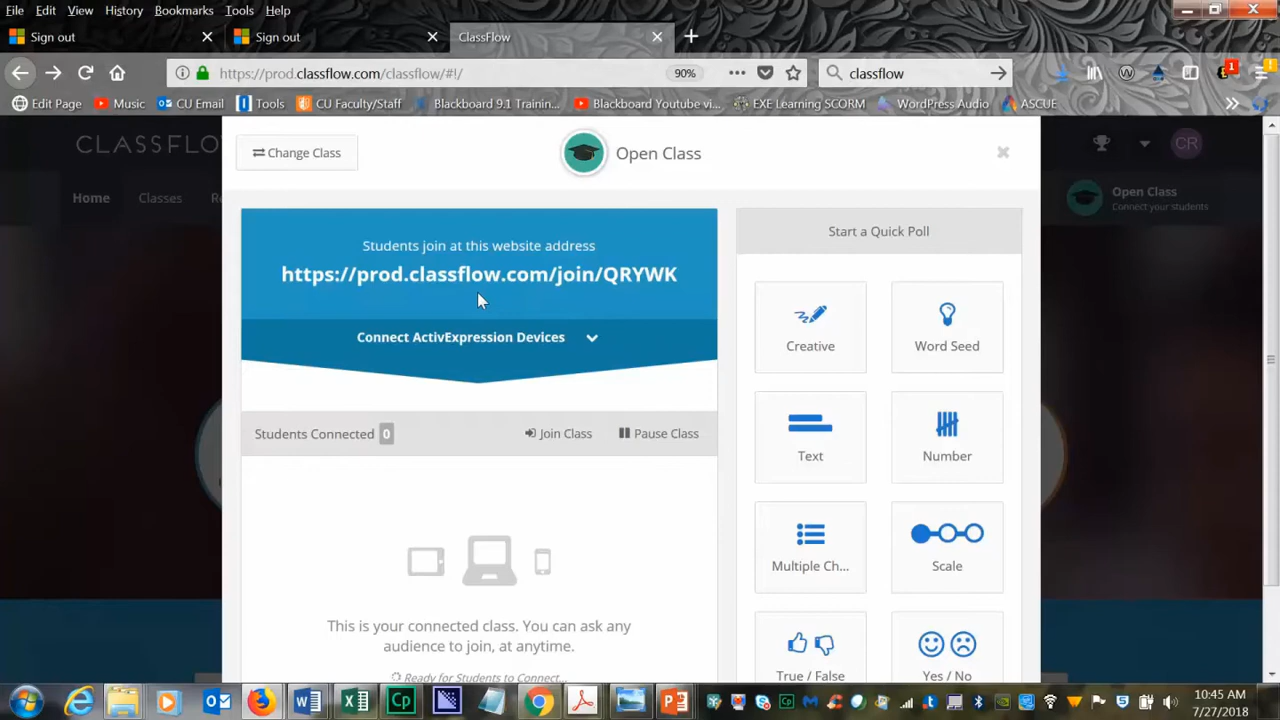 File Edit View History Bookmarks Tools Help
Sign out Sign out ClassFlow
https://prod.classflow.com/classflow/#!/ 90% classflow
Edit Page Music CU Email Tools CU Faculty/Staff Blackboard 9.1 Trainin... Blackboard Youtube vi... EXE Learning SCORM WordPress Audio ASCUE
CLASSFLO
Change Class
Open Class
CR
Home Classes Re
Open Class
Connect your students
Students join at this website address
https://prod.classflow.com/join/QRYWK
Connect ActivExpression Devices
Students Connected 0 Join Class Pause Class
This is your connected class. You can ask any
audience to join, at anytime.
Ready for Students to Connect...
Start a Quick Poll
Creative Word Seed
Text Number
Multiple Ch... Scale
True / False Yes / No
10:45 AM
7/27/2018